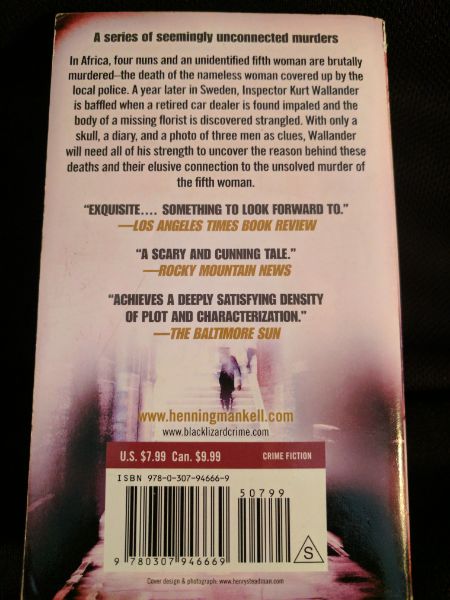 A series of seemingly unconnected murders
In Africa, four nuns and an unidentified fifth woman are brutally
murdered—the death of the nameless woman covered up by the
local police. A year later in Sweden, Inspector Kurt Wallander
is baffled when a retired car dealer is found impaled and the
body of a missing florist is discovered strangled. With only a
skull, a diary, and a photo of three men as clues, Wallander
will need all of his strength to uncover the reason behind these
deaths and their elusive connection to the unsolved murder of
the fifth woman.
“EXQUISITE.... SOMETHING TO LOOK FORWARD TO.”
—LOS ANGELES TIMES BOOK REVIEW
“A SCARY AND CUNNING TALE.”
—ROCKY MOUNTAIN NEWS
“ACHIEVES A DEEPLY SATISFYING DENSITY
OF PLOT AND CHARACTERIZATION.”
—THE BALTIMORE SUN
www.henningmankell.com
www.blacklizardcrime.com
U.S. $7.99 Can. $9.99 CRIME FICTION
ISBN 978-0-307-94666-9
50799
9 780307 946669
S
Cover design & photograph: www.henrysteadman.com